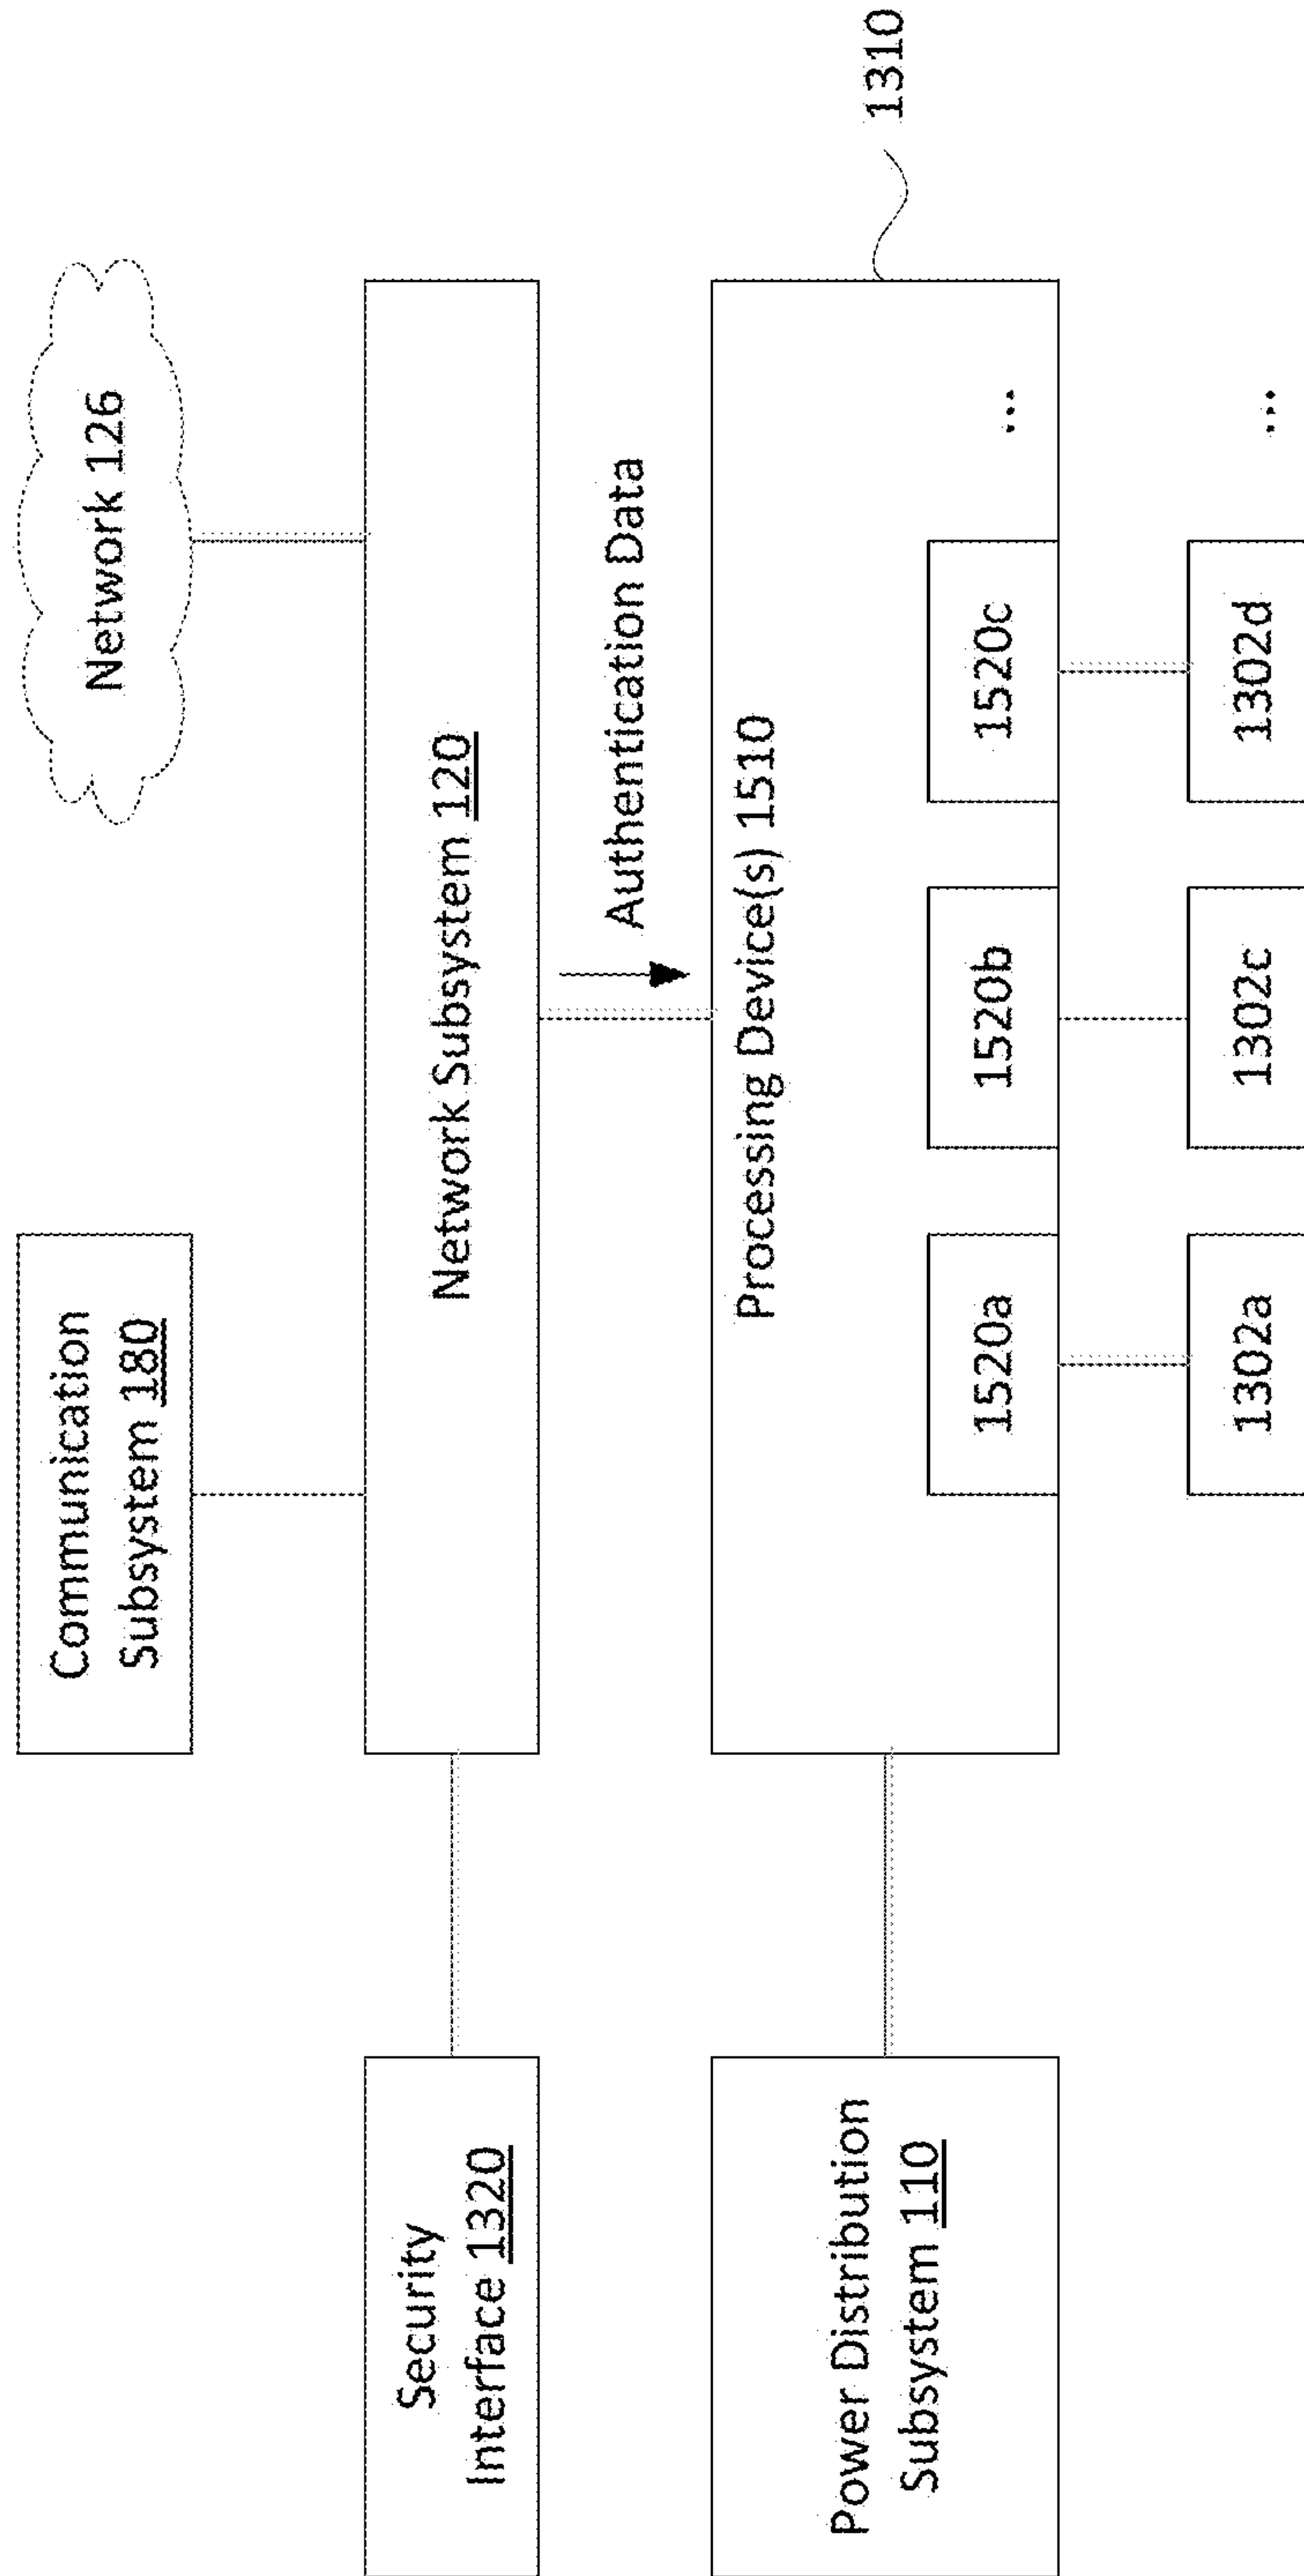 Communication
Subsystem 180
Network 126
Security
Interface 1320
Network Subsystem 120
Authentication Data
Power Distribution
Subsystem 110
Processing Device(s) 1510
1310
1520a
1520b
1520c
...
1302a
1302c
1302d
...